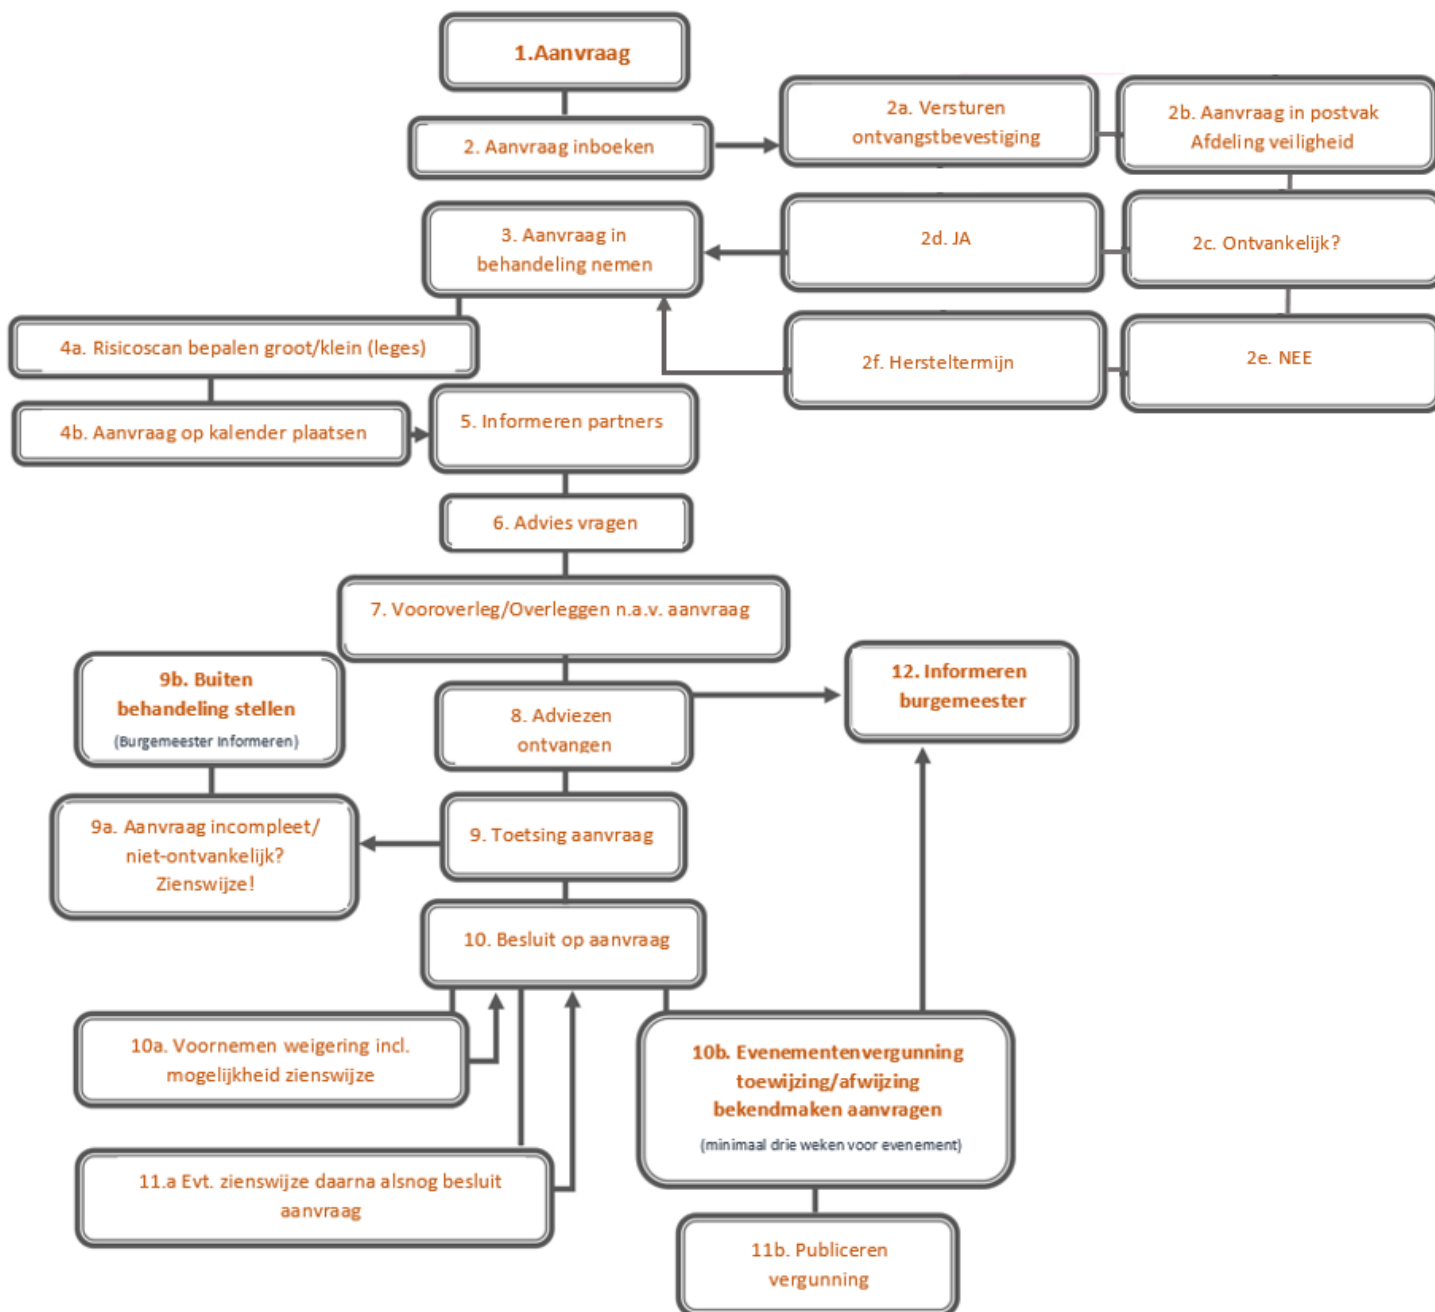 1.Aanvraag
2. Aanvraag inboeken
2a. Versturen
ontvangstbevestiging
2b. Aanvraag in postvak
Afdeling veiligheid
2c. Ontvankelijk?
2d. JA
3. Aanvraag in
behandeling nemen
2e. NEE
2f. Hersteltermijn
4a. Risicoscan bepalen groot/klein (leges)
4b. Aanvraag op kalender plaatsen
5. Informeren partners
6. Advies vragen
7. Vooroverleg/Overleggen n.a.v. aanvraag
8. Adviezen
ontvangen
12. Informeren
burgemeester
9. Toetsing aanvraag
9a. Aanvraag incompleet/
niet-ontvankelijk?
Zienswijze!
9b. Buiten
behandeling stellen
(Burgemeester Informeren)
10. Besluit op aanvraag
10a. Voornemen weigering incl.
mogelijkheid zienswijze
11.a Evt. zienswijze daarna alsnog besluit
aanvraag
10b. Evenementenvergunning
toewijzing/afwijzing
bekendmaken aanvragen
(minimaal drie weken voor evenement)
11b. Publiceren
vergunning